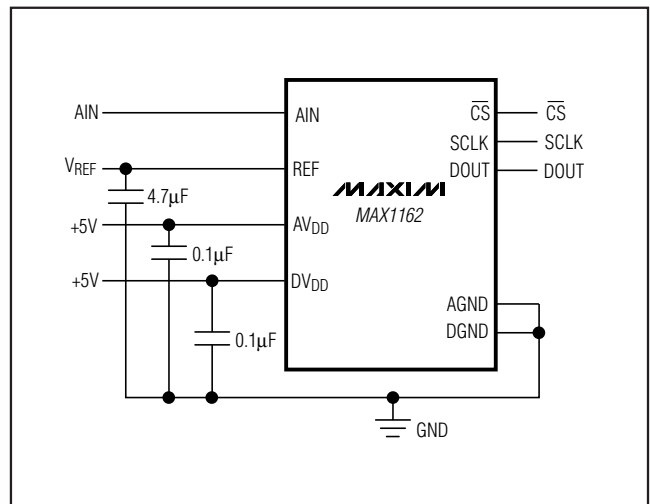 AIN
AIN
CS
CS
SCLK
SCLK
VREF
REF
DOUT
DOUT
4.7µF
MAXIM
MAX1162
+5V
AVDD
0.1µF
+5V
DVDD
AGND
0.1µF
DGND
GND